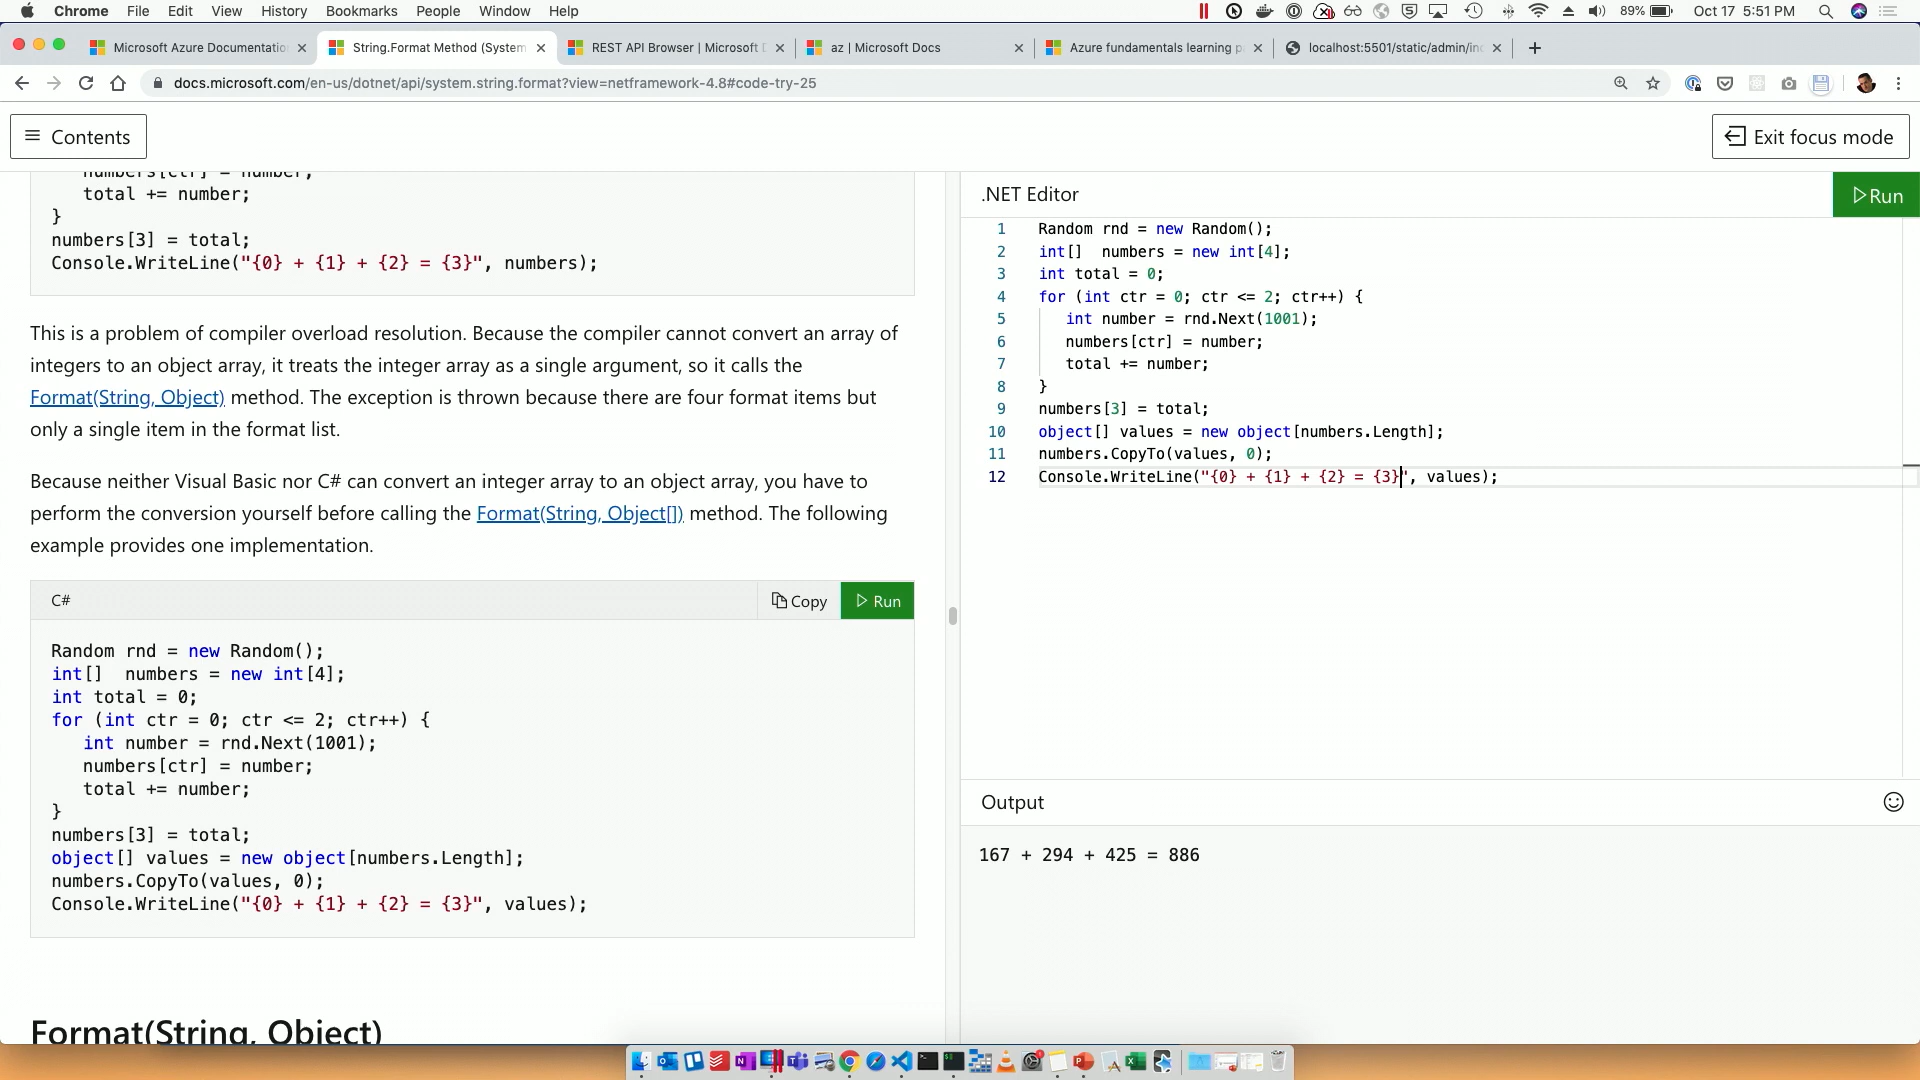 Chrome File Edit View History Bookmarks People Window Help
89% Oct 17 5:51 PM
Microsoft Azure Documentatio
String.Format Method (System
REST API Browser | Microsoft D
az | Microsoft Docs
Azure fundamentals learning p
localhost:5501/static/admin/in
docs.microsoft.com/en-us/dotnet/api/system.string.format?view=netframework-4.8#code-try-25
Contents
Exit focus mode
numbers[ctr] = number;
total += number;
}
numbers[3] = total;
Console.WriteLine("{0} + {1} + {2} = {3}", numbers);
This is a problem of compiler overload resolution. Because the compiler cannot convert an array of
integers to an object array, it treats the integer array as a single argument, so it calls the
Format(String, Object) method. The exception is thrown because there are four format items but
only a single item in the format list.
Because neither Visual Basic nor C# can convert an integer array to an object array, you have to
perform the conversion yourself before calling the Format(String, Object[]) method. The following
example provides one implementation.
C#
Copy
Run
Random rnd = new Random();
int[]  numbers = new int[4];
int total = 0;
for (int ctr = 0; ctr <= 2; ctr++) {
int number = rnd.Next(1001);
numbers[ctr] = number;
total += number;
}
numbers[3] = total;
object[] values = new object[numbers.Length];
numbers.CopyTo(values, 0);
Console.WriteLine("{0} + {1} + {2} = {3}", values);
Format(String, Object)
.NET Editor
Run
1 Random rnd = new Random();
2 int[]  numbers = new int[4];
3 int total = 0;
4 for (int ctr = 0; ctr <= 2; ctr++) {
5 int number = rnd.Next(1001);
6 numbers[ctr] = number;
7 total += number;
8 }
9 numbers[3] = total;
10 object[] values = new object[numbers.Length];
11 numbers.CopyTo(values, 0);
12 Console.WriteLine("{0} + {1} + {2} = {3}", values);
Output
167 + 294 + 425 = 886